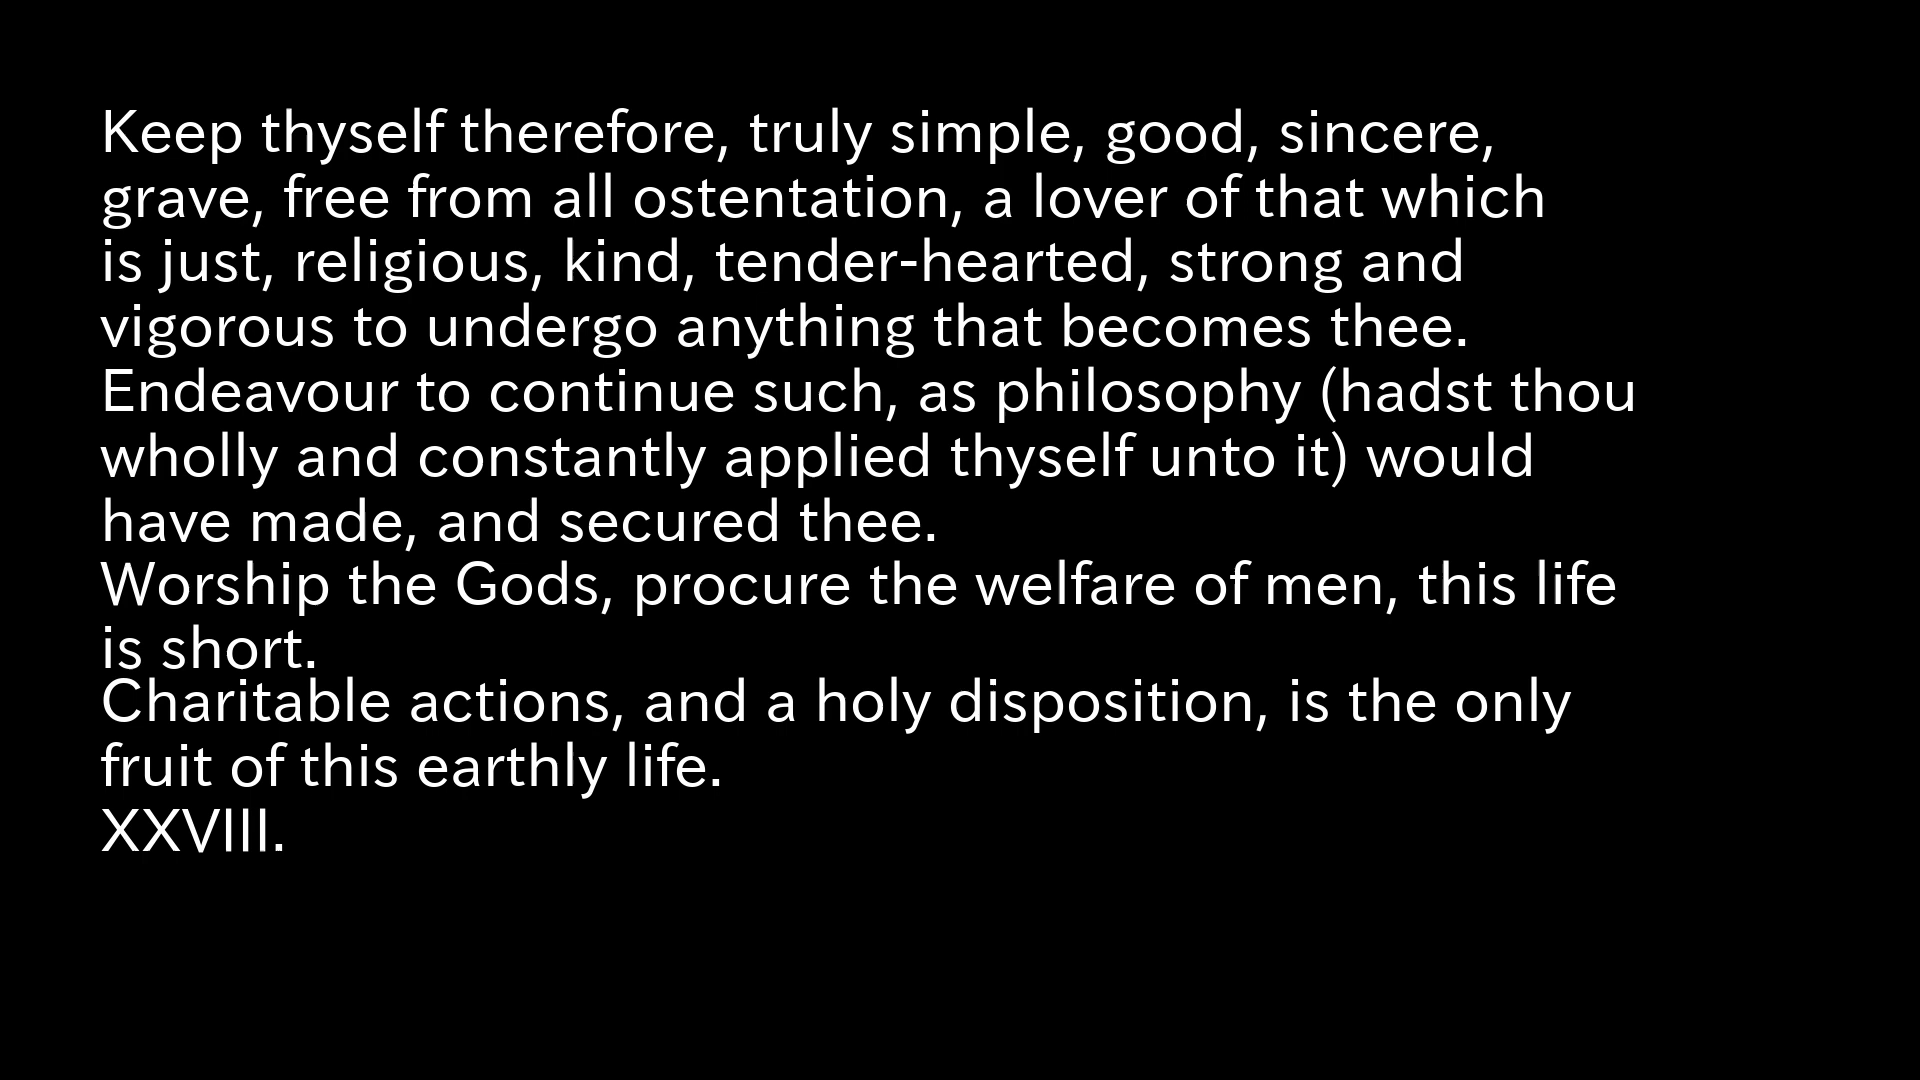 Keep thyself therefore, truly simple, good, sincere,
grave, free from all ostentation, a lover of that which
is just, religious, kind, tender-hearted, strong and
vigorous to undergo anything that becomes thee.
Endeavour to continue such, as philosophy (hadst thou
wholly and constantly applied thyself unto it) would
have made, and secured thee.
Worship the Gods, procure the welfare of men, this life
is short.
Charitable actions, and a holy disposition, is the only
fruit of this earthly life.
XXVIII.